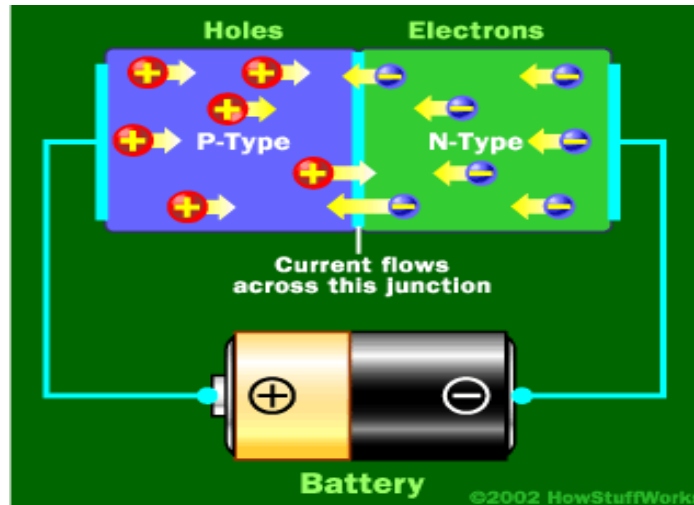 Holes Electrons
P-Type N-Type
Current flows
across this junction
Battery
©2002 HowStuffWorks